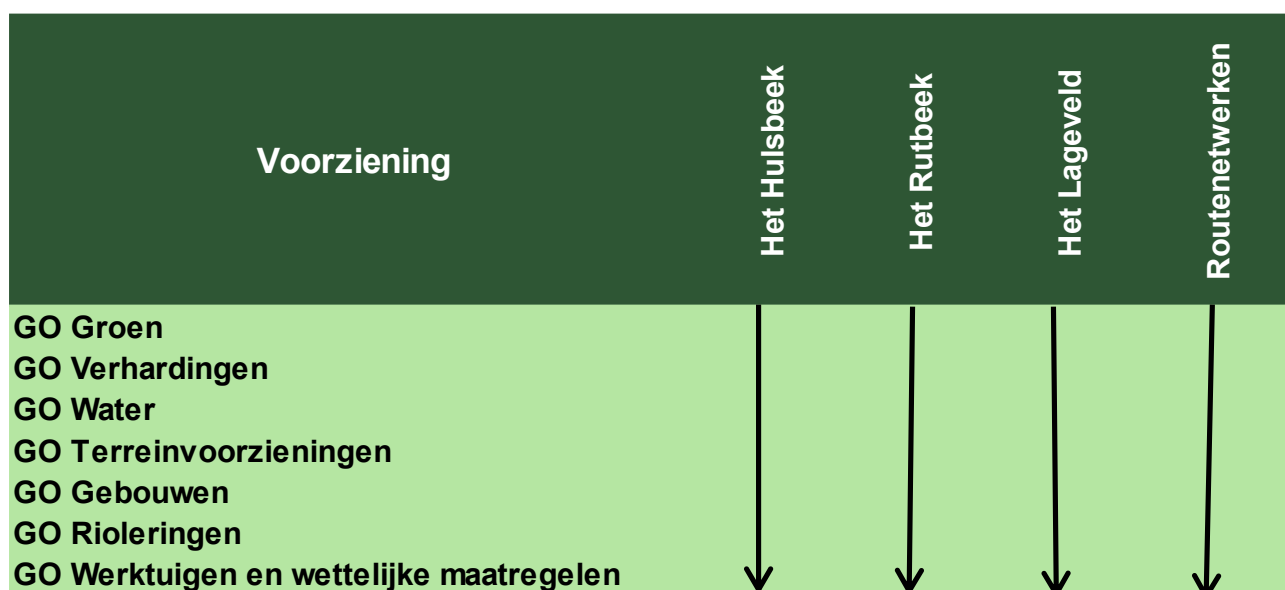 Voorziening
Het Hulsbeek
Het Rutbeek
Het Lageveld
Routenetwerken
GO Groen
GO Verhardingen
GO Water
GO Terreinvoorzieningen
GO Gebouwen
GO Rioleringen
GO Werktuigen en wettelijke maatregelen